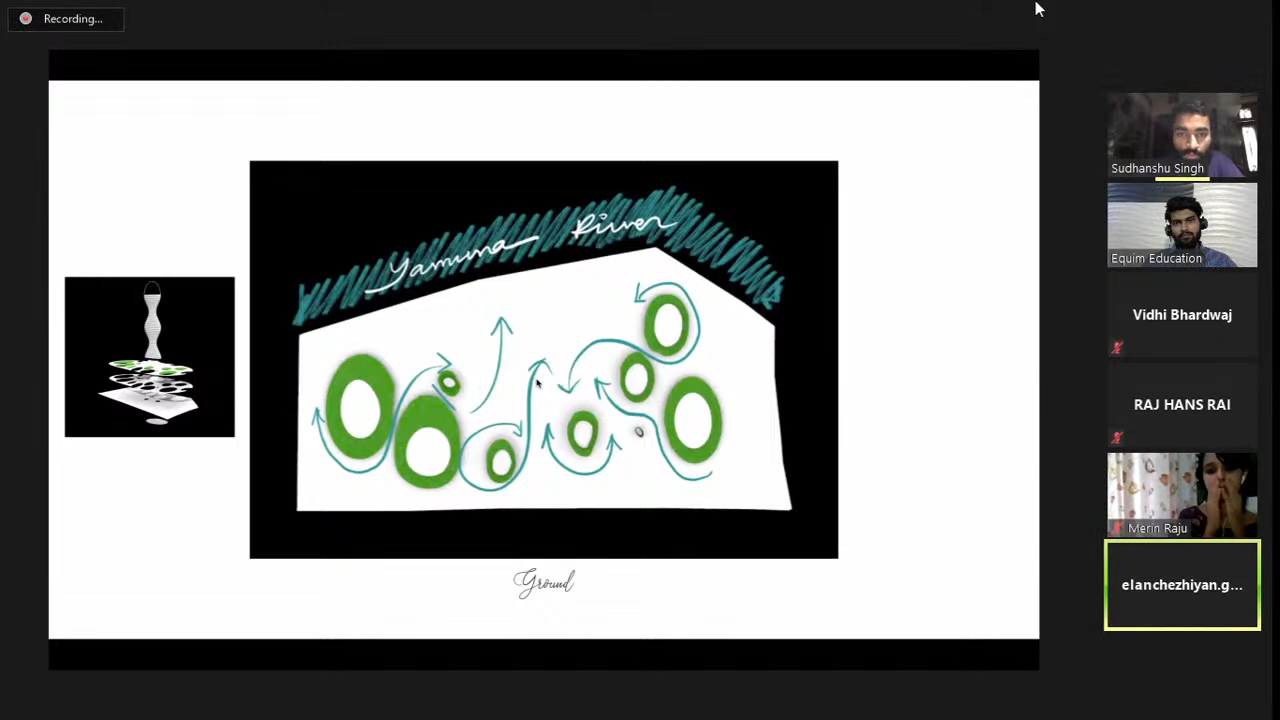 Recording...
Yamuna River
Ground
Sudhanshu Singh
Equim Education
Vidhi Bhardwaj
RAJ HANS RAI
Merin Raju
elanchezhiyan.g...